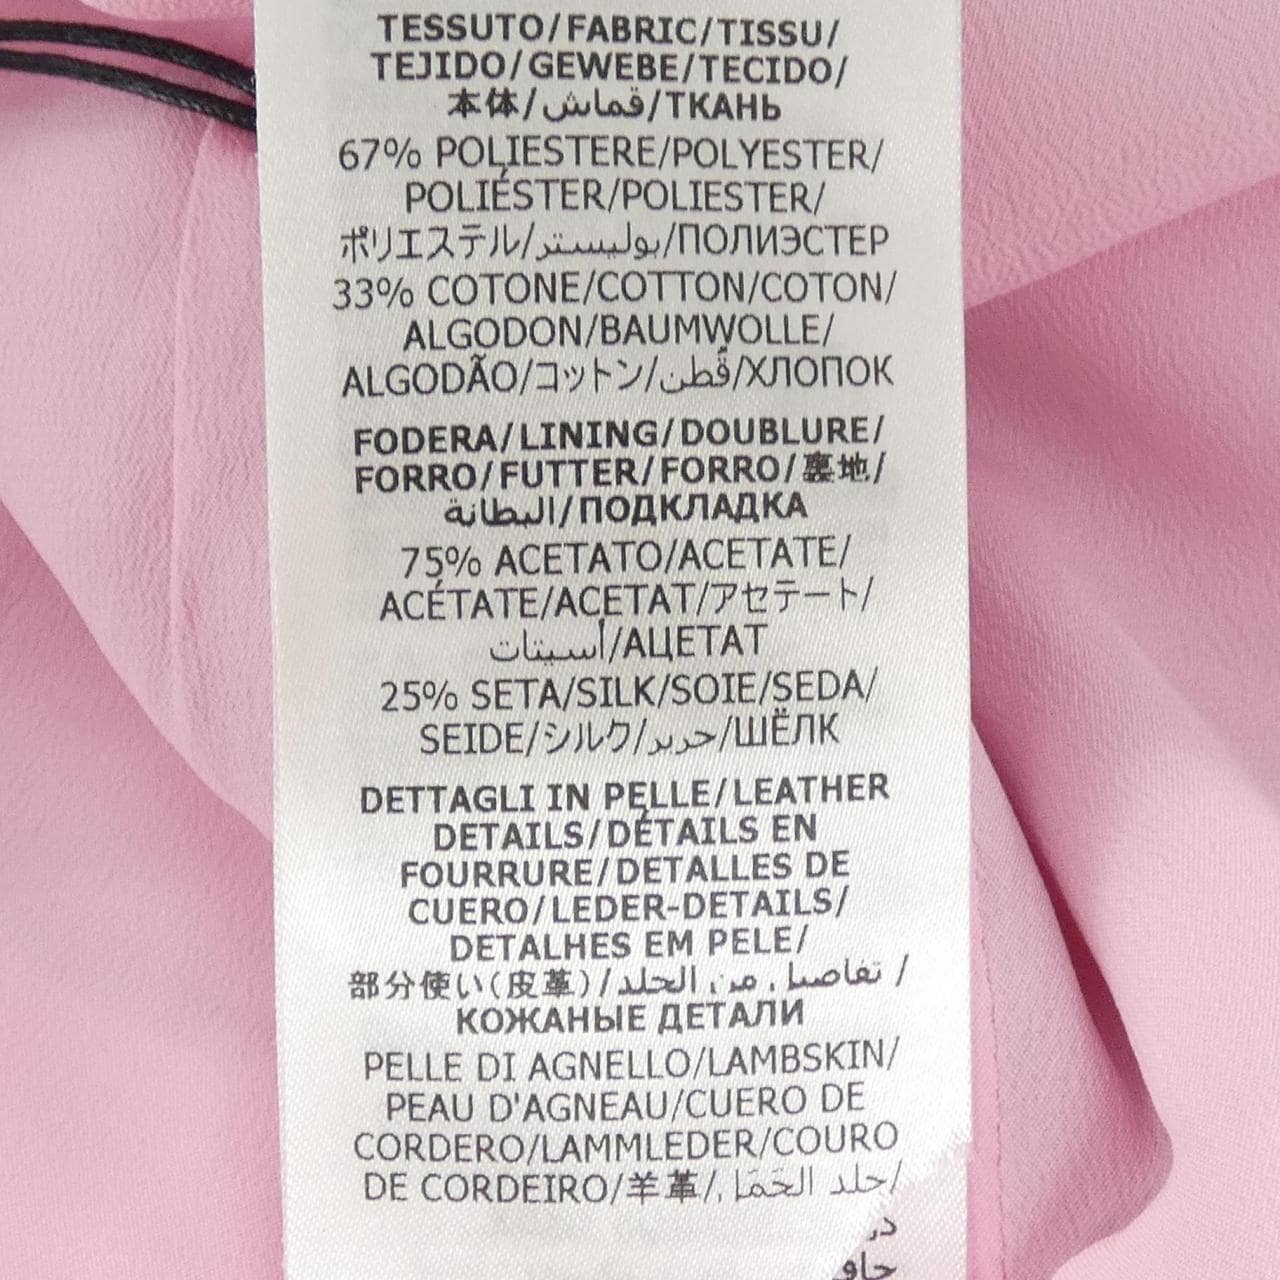 TESSUTO/FABRIC/TISSU/
TEJIDO/GEWEBE/TECIDO/
本体/قماش/ТКАНЬ
67% POLIESTERE/POLYESTER/
POLIÉSTER/POLIESTER/
ポリエステル/بوليستر/ПОЛИЭСТЕР
33% COTONE/COTTON/COTON/
ALGODON/BAUMWOLLE/
ALGODÃO/コットン/قُطن/ХЛОПОК
FODERA/LINING/DOUBLURE/
FORRO/FUTTER/FORRO/裏地/
البطانة/ПОДКЛАДКА
75% ACETATO/ACETATE/
ACÉTATE/ACETAT/アセテート/
أسيتات/АЦЕТАТ
25% SETA/SILK/SOIE/SEDA/
SEIDE/シルク/حرير/ШЁЛК
DETTAGLI IN PELLE/LEATHER
DETAILS/DÉTAILS EN
FOURRURE/DETALLES DE
CUERO/LEDER-DETAILS/
DETALHES EM PELE/
部分使い(皮革)/تفاصيل من الجلد/
КОЖАНЫЕ ДЕТАЛИ
PELLE DI AGNELLO/LAMBSKIN/
PEAU D'AGNEAU/CUERO DE
CORDERO/LAMMLEDER/COURO
DE CORDEIRO/羊革/جلد/